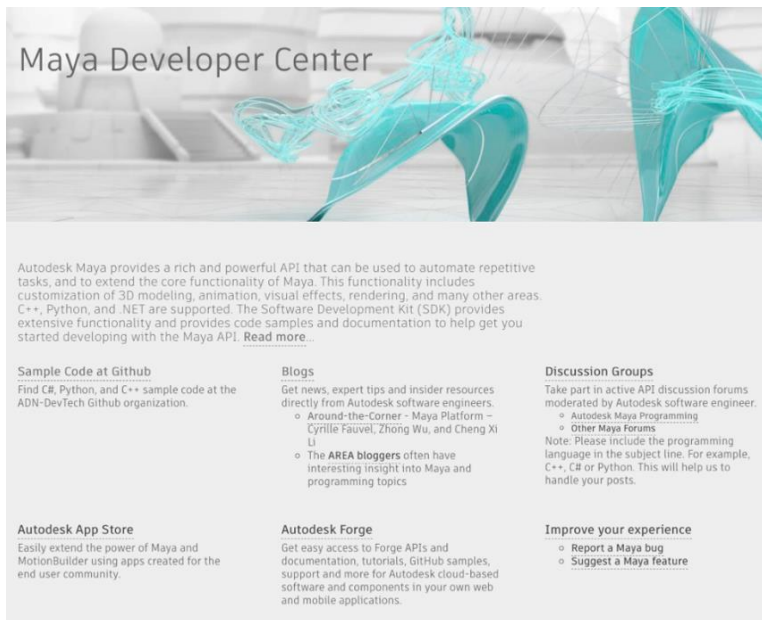 Maya Developer Center
Autodesk Maya provides a rich and powerful API that can be used to automate repetitive
tasks, and to extend the core functionality of Maya. This functionality includes
customization of 3D modeling, animation, visual effects, rendering, and many other areas.
C++, Python, and .NET are supported. The Software Development Kit (SDK) provides
extensive functionality and provides code samples and documentation to help get you
started developing with the Maya API. Read more...
Sample Code at Github
Find C#, Python, and C++ sample code at the
ADN-DevTech Github organization.
Blogs
Get news, expert tips and insider resources
directly from Autodesk software engineers.
Around-the-Corner - Maya Platform –
Cyrille Fauvel, Zhong Wu, and Cheng Xi
Li
The AREA bloggers often have
interesting insight into Maya and
programming topics
Discussion Groups
Take part in active API discussion forums
moderated by Autodesk software engineer.
Autodesk Maya Programming
Other Maya Forums
Note: Please include the programming
language in the subject line. For example,
C++, C# or Python. This will help us to
handle your posts.
Autodesk App Store
Easily extend the power of Maya and
MotionBuilder using apps created for the
end user community.
Autodesk Forge
Get easy access to Forge APIs and
documentation, tutorials, GitHub samples,
support and more for Autodesk cloud-based
software and components in your own web
and mobile applications.
Improve your experience
Report a Maya bug
Suggest a Maya feature